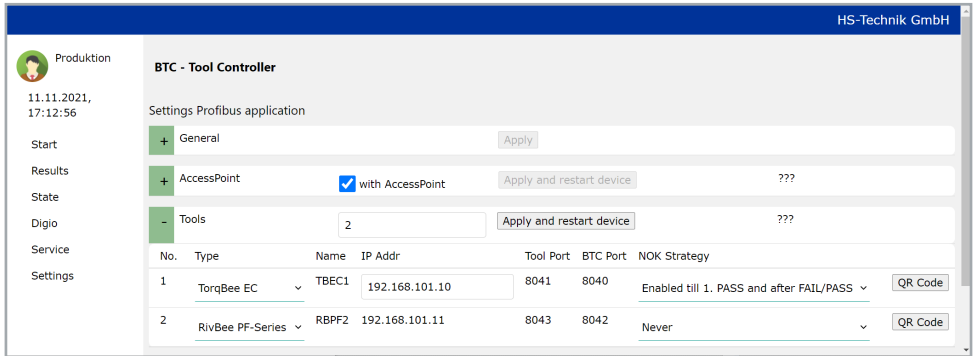 HS-Technik GmbH
Produktion
11.11.2021,
17:12:56
Start
Results
State
Digio
Service
Settings
BTC - Tool Controller
Settings Profibus application
+ General Apply
+ AccessPoint with AccessPoint Apply and restart device ???
- Tools 2 Apply and restart device ???
No. Type Name IP Addr Tool Port BTC Port NOK Strategy
1 TorqBee EC TBEC1 192.168.101.10 8041 8040 Enabled till 1. PASS and after FAIL/PASS QR Code
2 RivBee PF-Series RBPF2 192.168.101.11 8043 8042 Never QR Code